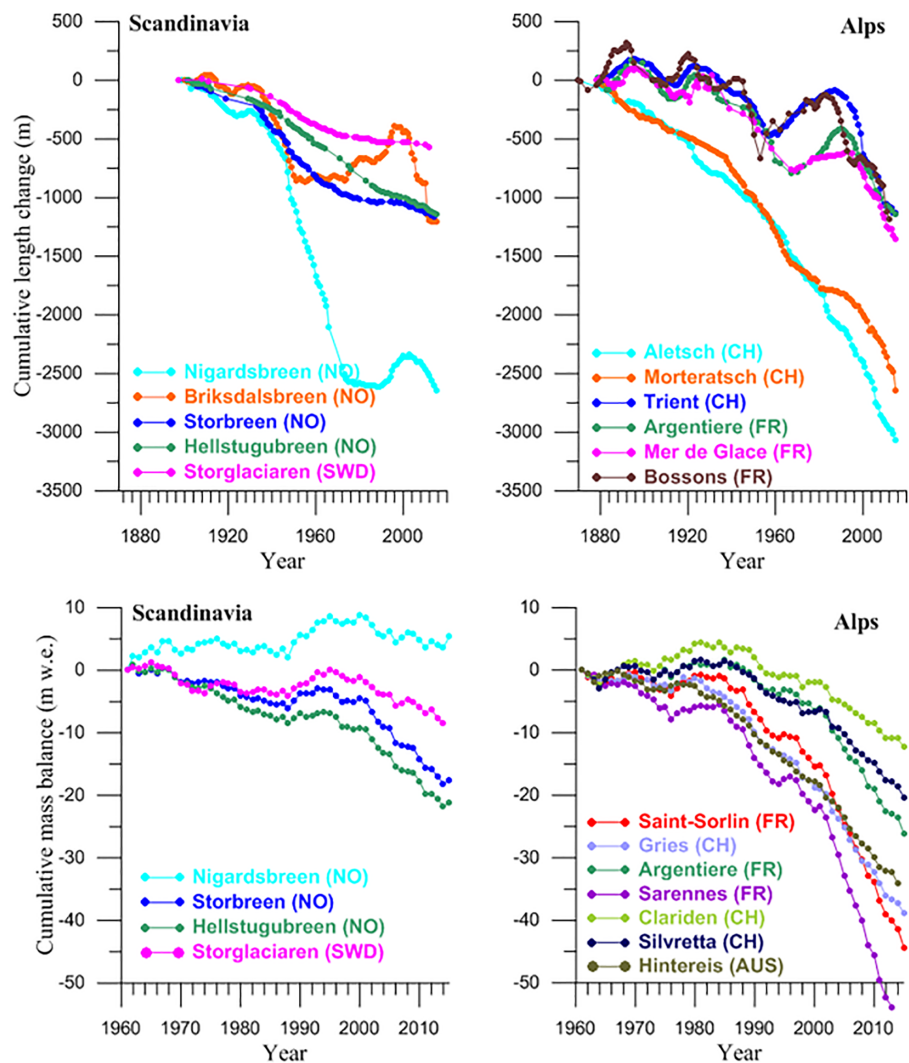 Scandinavia
500
0
-500
-1000
-1500
-2000
-2500
-3000
-3500
Cumulative length change (m)
Nigardsbreen (NO)
Briksdalsbreen (NO)
Storbreen (NO)
Hellstugubreen (NO)
Storglaciaren (SWD)
1880 1920 1960 2000
Year
Alps
500
0
-500
-1000
-1500
-2000
-2500
-3000
-3500
Aletsch (CH)
Morteratsch (CH)
Trient (CH)
Argentiere (FR)
Mer de Glace (FR)
Bossons (FR)
1880 1920 1960 2000
Year
Scandinavia
10
0
-10
-20
-30
-40
-50
Cumulative mass balance (m w.e.)
Nigardsbreen (NO)
Storbreen (NO)
Hellstugubreen (NO)
Storglaciaren (SWD)
1960 1970 1980 1990 2000 2010
Year
Alps
10
0
-10
-20
-30
-40
-50
Saint-Sorlin (FR)
Gries (CH)
Argentiere (FR)
Sarennes (FR)
Clariden (CH)
Silvretta (CH)
Hintereis (AUS)
1960 1970 1980 1990 2000 2010
Year